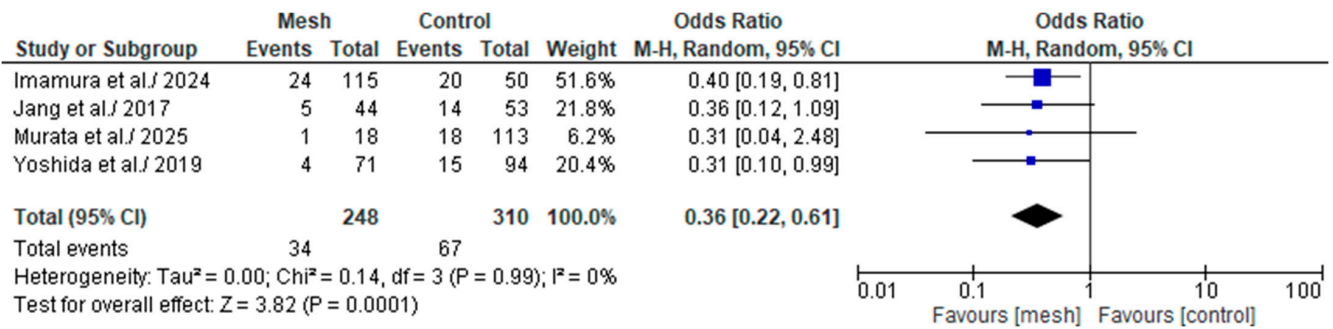 Mesh Control Odds Ratio Odds Ratio
Study or Subgroup Events Total Events Total Weight M-H, Random, 95% CI M-H, Random, 95% CI
Imamura et al./ 2024 24 115 20 50 51.6% 0.40 [0.19, 0.81]
Jang et al./ 2017 5 44 14 53 21.8% 0.36 [0.12, 1.09]
Murata et al./ 2025 1 18 18 113 6.2% 0.31 [0.04, 2.48]
Yoshida et al./ 2019 4 71 15 94 20.4% 0.31 [0.10, 0.99]
Total (95% CI) 248 310 100.0% 0.36 [0.22, 0.61]
Total events 34 67
Heterogeneity: Tau² = 0.00; Chi² = 0.14, df = 3 (P = 0.99); I² = 0%
Test for overall effect: Z = 3.82 (P = 0.0001)
0.01 0.1 1 10 100
Favours [mesh] Favours [control]